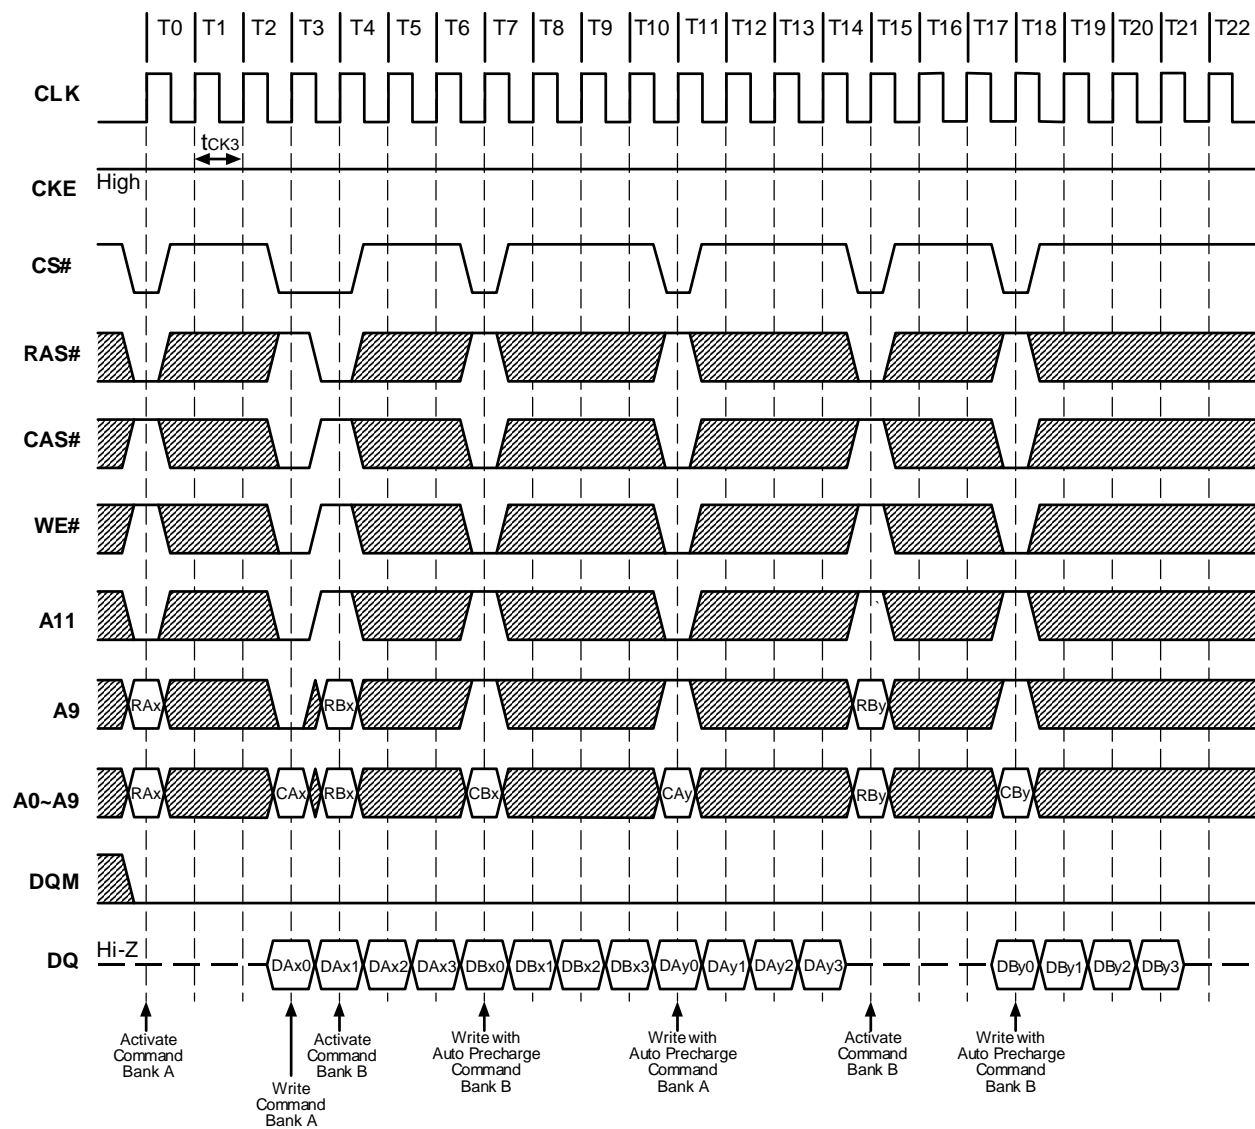 T0 T1 T2 T3 T4 T5 T6 T7 T8 T9 T10 T11 T12 T13 T14 T15 T16 T17 T18 T19 T20 T21 T22
CLK
tCK3
CKE High
CS#
RAS#
CAS#
WE#
A11
A9 RAx RBx RBy
A0~A9 RAx CAx RBx CBx CAy RBy CBy
DQM
DQ Hi-Z DAx0 DAx1 DAx2 DAx3 DBx0 DBx1 DBx2 DBx3 DAy0 DAy1 DAy2 DAy3 DBy0 DBy1 DBy2 DBy3
Activate
Command
Bank A
Write
Command
Bank A
Activate
Command
Bank B
Write with
Auto Precharge
Command
Bank B
Write with
Auto Precharge
Command
Bank A
Activate
Command
Bank B
Write with
Auto Precharge
Command
Bank B